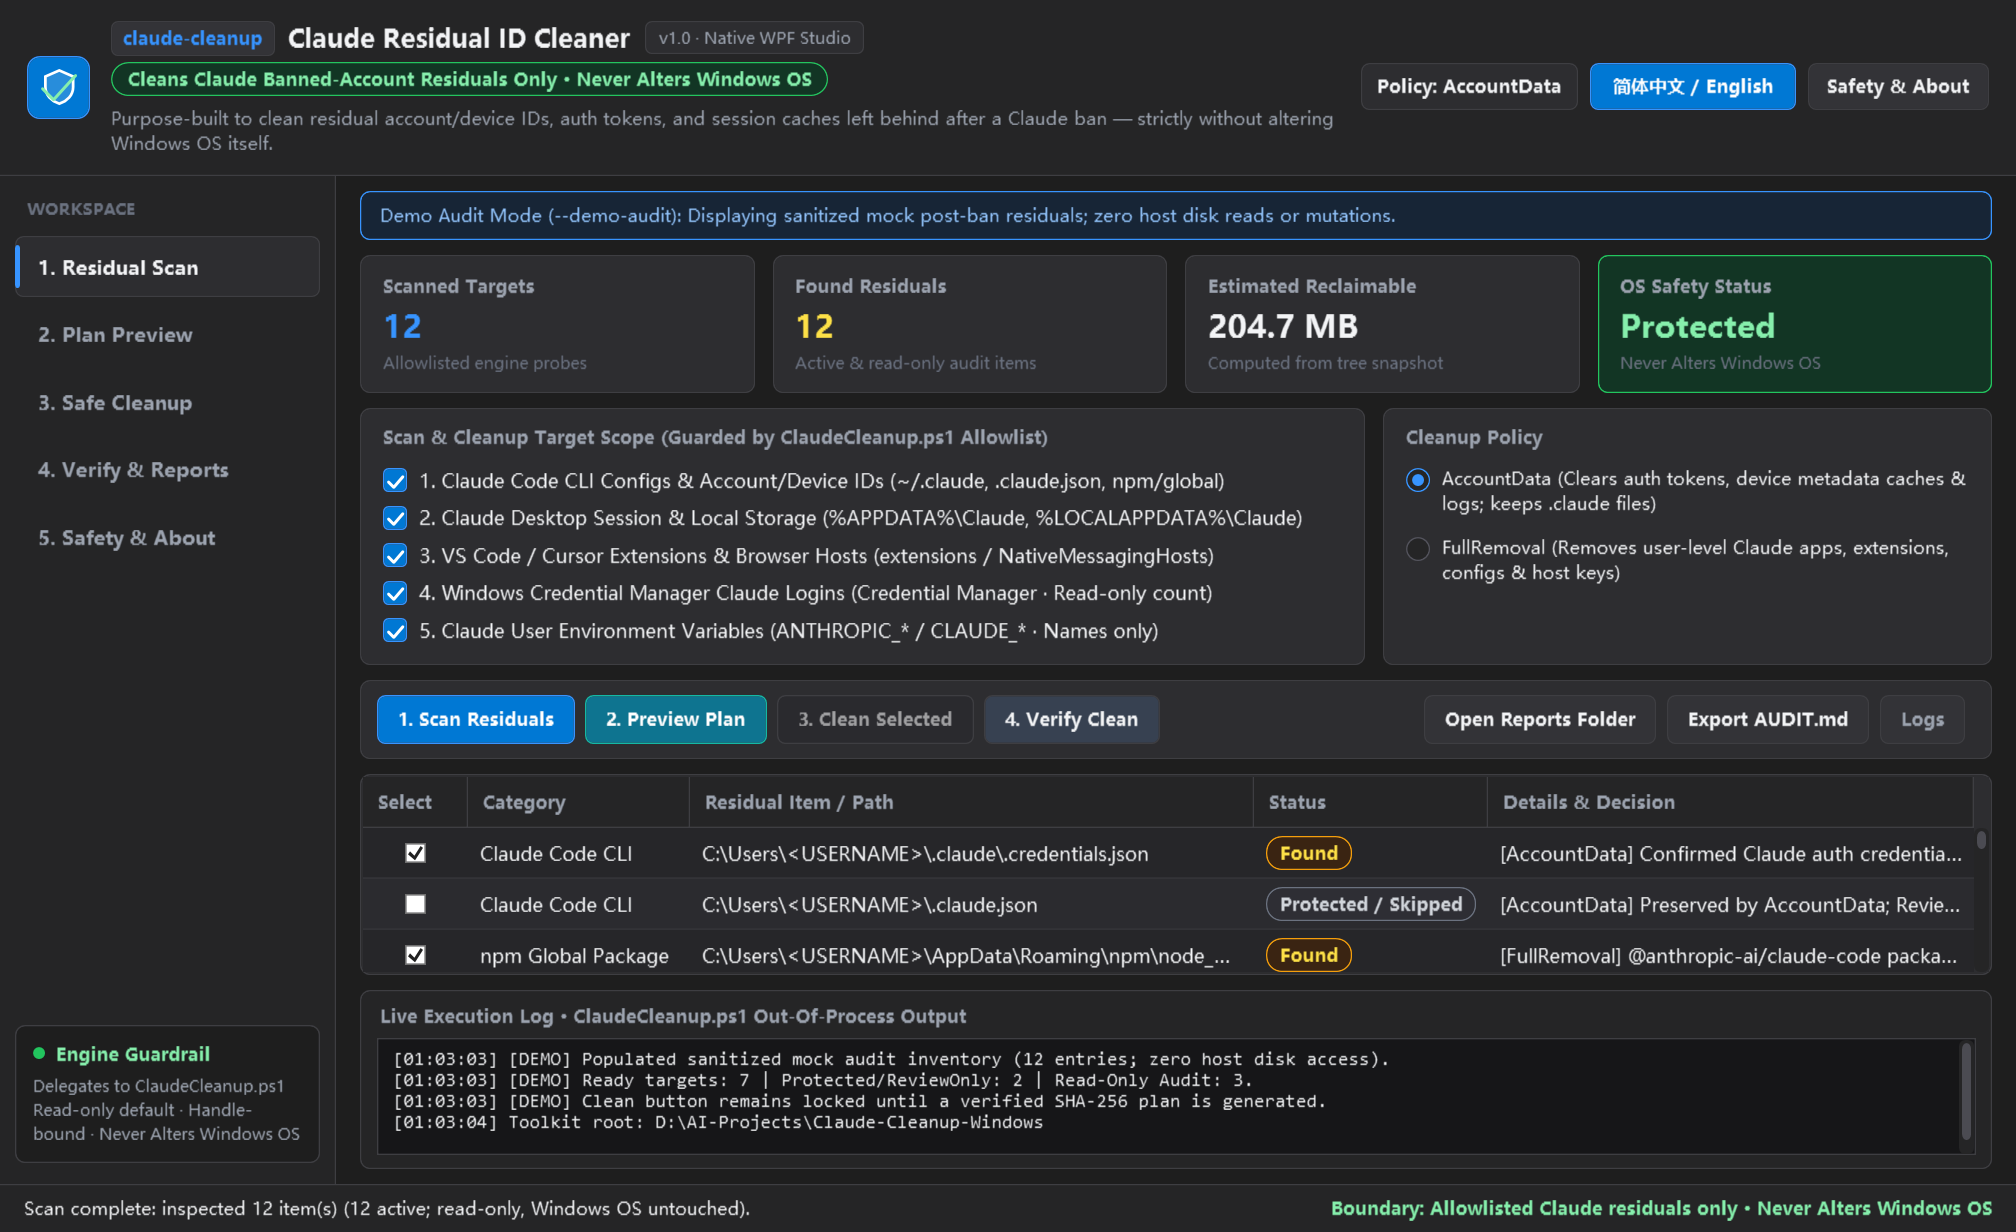 claude-cleanup
Claude Residual ID Cleaner
v1.0 · Native WPF Studio
Cleans Claude Banned-Account Residuals Only • Never Alters Windows OS
Purpose-built to clean residual account/device IDs, auth tokens, and session caches left behind after a Claude ban — strictly without altering
Windows OS itself.
Policy: AccountData
简体中文 / English
Safety & About
WORKSPACE
1. Residual Scan
2. Plan Preview
3. Safe Cleanup
4. Verify & Reports
5. Safety & About
Engine Guardrail
Delegates to ClaudeCleanup.ps1
Read-only default · Handle-
bound · Never Alters Windows OS
Demo Audit Mode (--demo-audit): Displaying sanitized mock post-ban residuals; zero host disk reads or mutations.
Scanned Targets
12
Allowlisted engine probes
Found Residuals
12
Active & read-only audit items
Estimated Reclaimable
204.7 MB
Computed from tree snapshot
OS Safety Status
Protected
Never Alters Windows OS
Scan & Cleanup Target Scope (Guarded by ClaudeCleanup.ps1 Allowlist)
1. Claude Code CLI Configs & Account/Device IDs (~/.claude, .claude.json, npm/global)
2. Claude Desktop Session & Local Storage (%APPDATA%\Claude, %LOCALAPPDATA%\Claude)
3. VS Code / Cursor Extensions & Browser Hosts (extensions / NativeMessagingHosts)
4. Windows Credential Manager Claude Logins (Credential Manager · Read-only count)
5. Claude User Environment Variables (ANTHROPIC_* / CLAUDE_* · Names only)
Cleanup Policy
AccountData (Clears auth tokens, device metadata caches &
logs; keeps .claude files)
FullRemoval (Removes user-level Claude apps, extensions,
configs & host keys)
1. Scan Residuals
2. Preview Plan
3. Clean Selected
4. Verify Clean
Open Reports Folder
Export AUDIT.md
Logs
Select Category Residual Item / Path Status Details & Decision
Claude Code CLI C:\Users\<USERNAME>\.claude\.credentials.json Found [AccountData] Confirmed Claude auth credentia...
Claude Code CLI C:\Users\<USERNAME>\.claude.json Protected / Skipped [AccountData] Preserved by AccountData; Revie...
npm Global Package C:\Users\<USERNAME>\AppData\Roaming\npm\node_... Found [FullRemoval] @anthropic-ai/claude-code packa...
Live Execution Log • ClaudeCleanup.ps1 Out-Of-Process Output
[01:03:03] [DEMO] Populated sanitized mock audit inventory (12 entries; zero host disk access).
[01:03:03] [DEMO] Ready targets: 7 | Protected/ReviewOnly: 2 | Read-Only Audit: 3.
[01:03:03] [DEMO] Clean button remains locked until a verified SHA-256 plan is generated.
[01:03:04] Toolkit root: D:\AI-Projects\Claude-Cleanup-Windows
Scan complete: inspected 12 item(s) (12 active; read-only, Windows OS untouched).
Boundary: Allowlisted Claude residuals only • Never Alters Windows OS